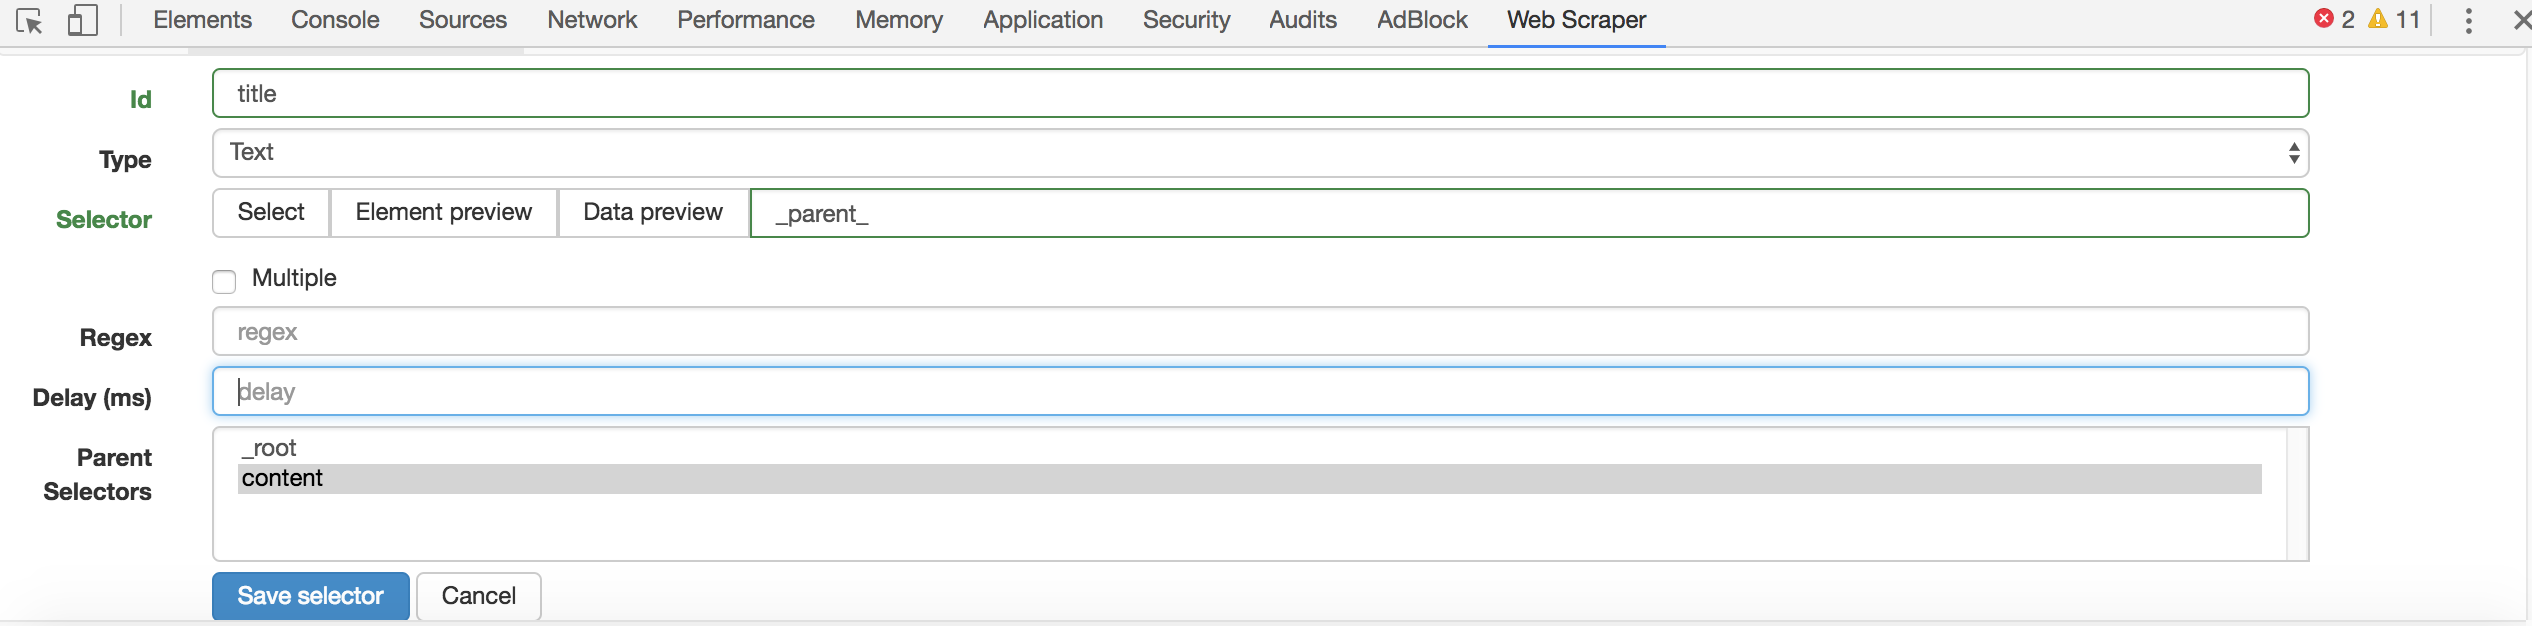 Elements Console Sources Network Performance Memory Application Security Audits AdBlock Web Scraper 2 11
Id title
Type Text
Selector Select Element preview Data preview _parent_
Multiple
Regex regex
Delay (ms) delay
Parent Selectors _root
content
Save selector Cancel